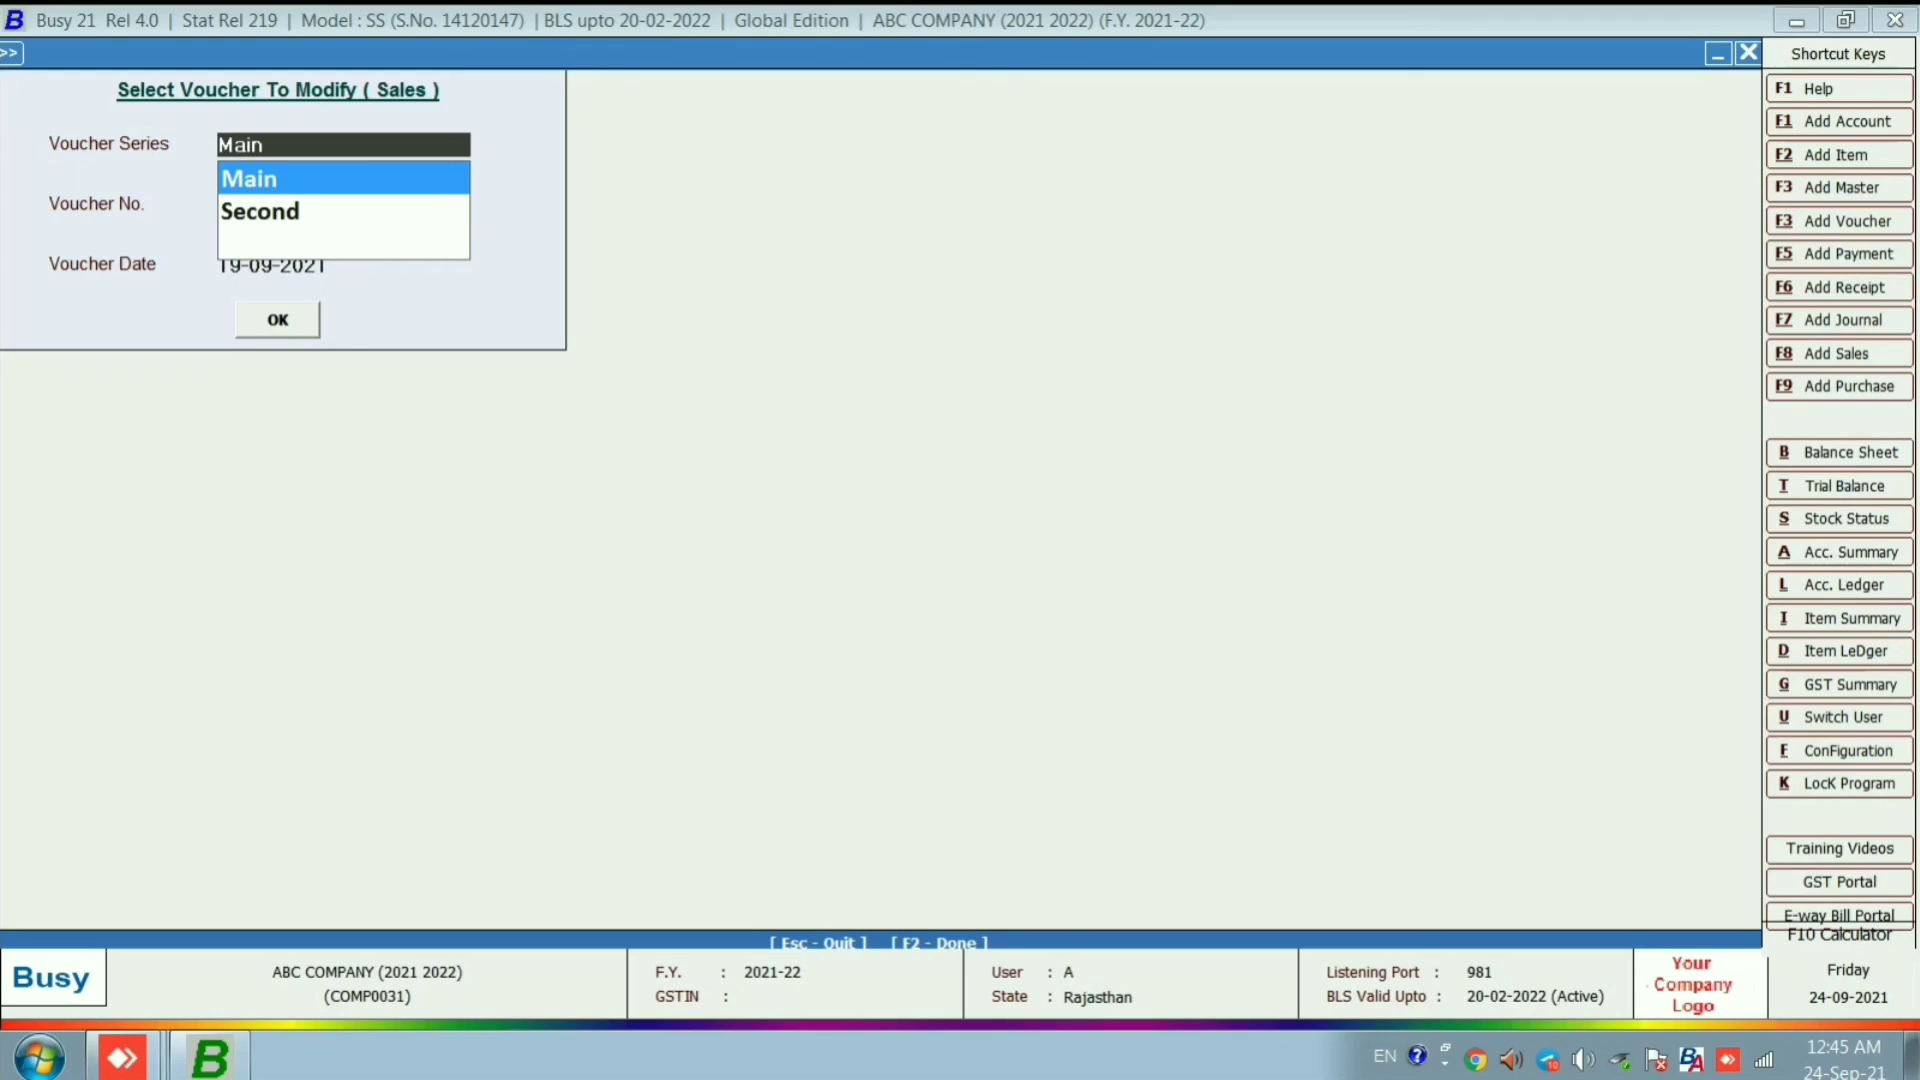 Busy 21 Rel 4.0 | Stat Rel 219 | Model : SS (S.No. 14120147) | BLS upto 20-02-2022 | Global Edition | ABC COMPANY (2021 2022) (F.Y. 2021-22)
>>
Select Voucher To Modify ( Sales )
Voucher Series Main
Main
Second
Voucher No.
Voucher Date 19-09-2021
OK
Shortcut Keys
F1 Help
F1 Add Account
F2 Add Item
F3 Add Master
F3 Add Voucher
F5 Add Payment
F6 Add Receipt
F7 Add Journal
F8 Add Sales
F9 Add Purchase
B Balance Sheet
T Trial Balance
S Stock Status
A Acc. Summary
L Acc. Ledger
I Item Summary
D Item LeDger
G GST Summary
U Switch User
F ConFiguration
K LocK Program
Training Videos
GST Portal
E-way Bill Portal
F10 Calculator
[ Esc - Quit ] [ F2 - Done ]
Busy
ABC COMPANY (2021 2022)
(COMP0031)
F.Y. : 2021-22
GSTIN :
User : A
State : Rajasthan
Listening Port : 981
BLS Valid Upto : 20-02-2022 (Active)
Your
Company
Logo
Friday
24-09-2021
B
EN
12:45 AM
24-Sep-21